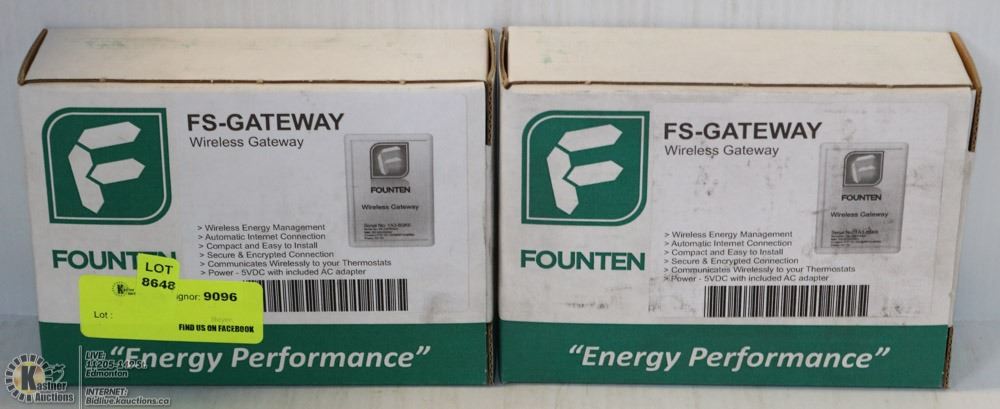 FS-GATEWAY
Wireless Gateway
FOUNTEN
Wireless Gateway
> Wireless Energy Management
> Automatic Internet Connection
> Compact and Easy to Install
> Secure & Encrypted Connection
> Communicates Wirelessly to your Thermostats
> Power - 5VDC with included AC adapter
FOUNTEN
LOT
8648
gnor: 9096
Lot :
FIND US ON FACEBOOK
"Energy Performance"
FS-GATEWAY
Wireless Gateway
FOUNTEN
Wireless Gateway
> Wireless Energy Management
> Automatic Internet Connection
> Compact and Easy to Install
> Secure & Encrypted Connection
> Communicates Wirelessly to your Thermostats
> Power - 5VDC with included AC adapter
FOUNTEN
"Energy Performance"
Kastner
Auctions
LIVE:
11205-149 St.
Edmonton
INTERNET:
Bidlive.kauctions.ca